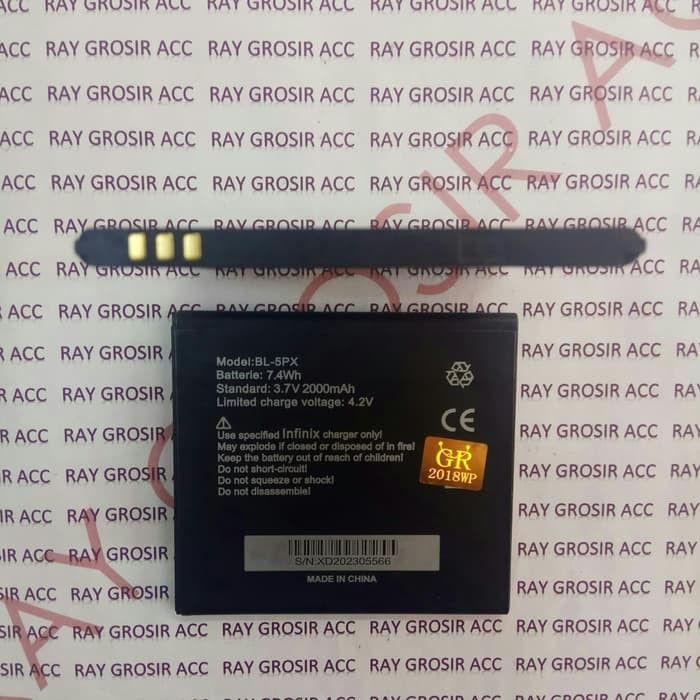 RAY GROSIR ACC
Model:BL-5PX
Batterie: 7.4Wh
Standard: 3.7V 2000mAh
Limited charge voltage: 4.2V
Use specified Infinix charger only!
May explode if closed or disposed of in fire!
Keep the battery out of reach of children!
Do not short-circuit!
Do not squeeze or shock!
Do not disassemble!
CE
GR
2018WP
S/N:XD202305566
MADE IN CHINA